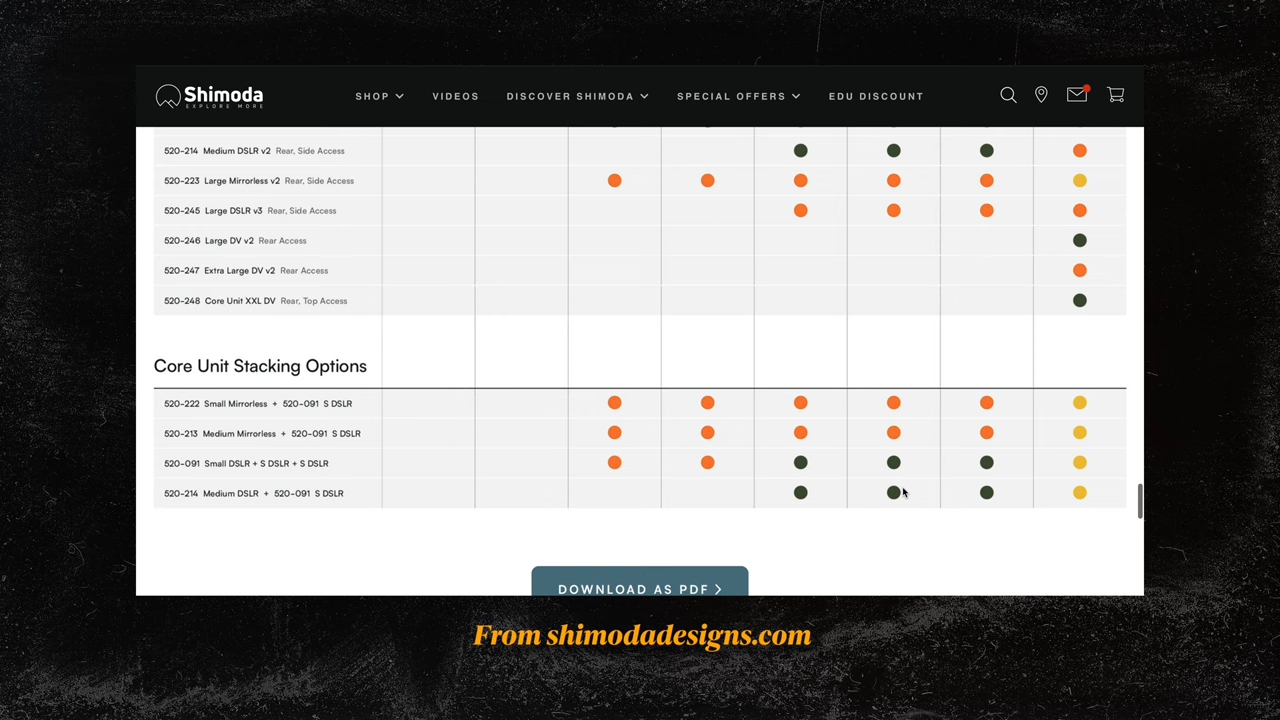 Shimoda
EXPLORE MORE
SHOP
VIDEOS
DISCOVER SHIMODA
SPECIAL OFFERS
EDU DISCOUNT
520-214 Medium DSLR v2 Rear, Side Access
520-223 Large Mirrorless v2 Rear, Side Access
520-245 Large DSLR v3 Rear, Side Access
520-246 Large DV v2 Rear Access
520-247 Extra Large DV v2 Rear Access
520-248 Core Unit XXL DV Rear, Top Access
Core Unit Stacking Options
520-222 Small Mirrorless + 520-091 S DSLR
520-213 Medium Mirrorless + 520-091 S DSLR
520-091 Small DSLR + S DSLR + S DSLR
520-214 Medium DSLR + 520-091 S DSLR
DOWNLOAD AS PDF
From shimodadesigns.com